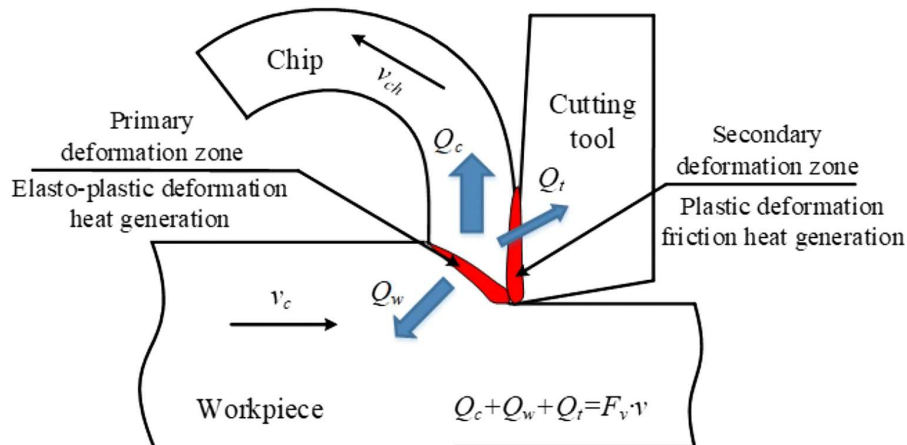 Chip
v_ch
Cutting
tool
Primary
deformation zone
Elasto-plastic deformation
heat generation
Q_c
Q_t
Secondary
deformation zone
Plastic deformation
friction heat generation
v_c
Q_w
Workpiece
Q_c+Q_w+Q_t=F_v·v